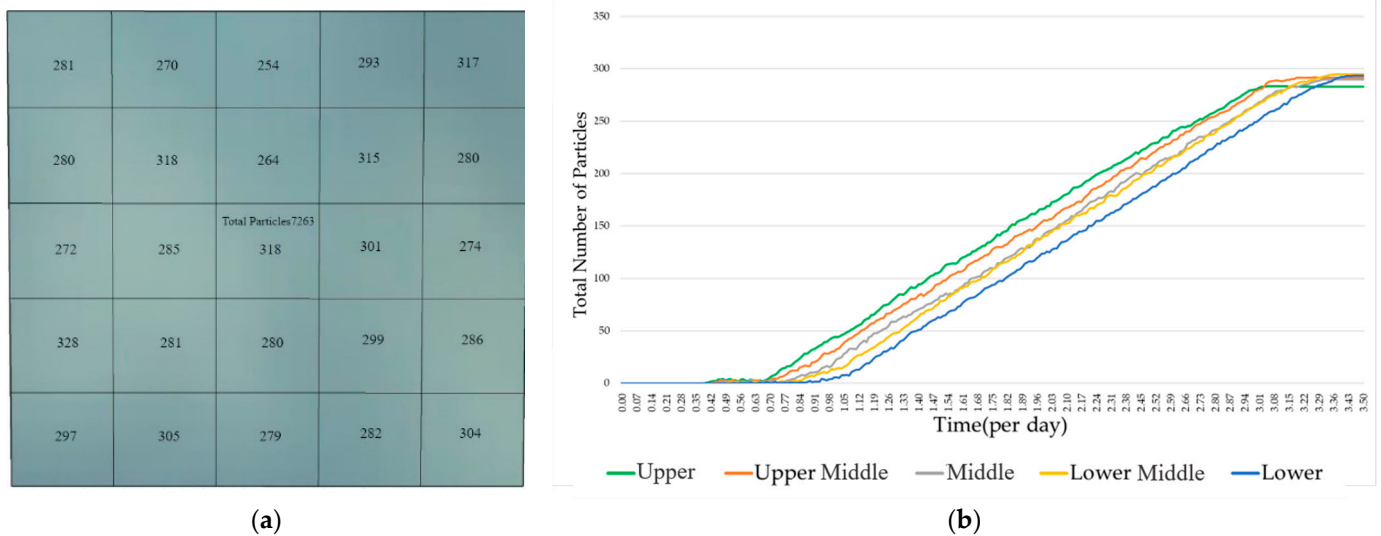 281 270 254 293 317
280 318 264 315 280
Total Particles7263
272 285 318 301 274
328 281 280 299 286
297 305 279 282 304
(a)
Total Number of Particles
350
300
250
200
150
100
50
0
0.00 0.07 0.14 0.21 0.28 0.35 0.42 0.49 0.56 0.63 0.70 0.77 0.84 0.91 0.98 1.05 1.12 1.19 1.26 1.33 1.40 1.47 1.54 1.61 1.68 1.75 1.82 1.89 1.96 2.03 2.10 2.17 2.24 2.31 2.38 2.45 2.52 2.59 2.66 2.73 2.80 2.87 2.94 3.01 3.08 3.15 3.22 3.29 3.36 3.43 3.50
Time(per day)
Upper Upper Middle Middle Lower Middle Lower
(b)